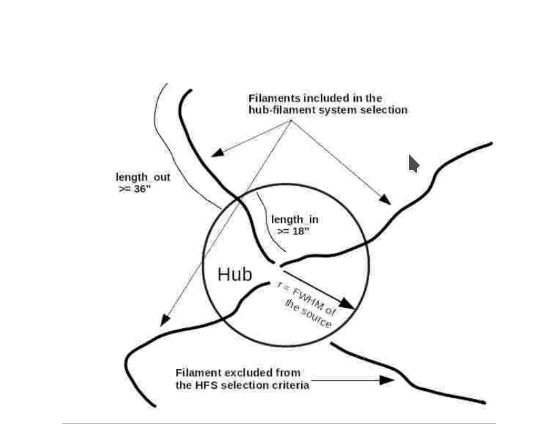 Filaments included in the
hub-filament system selection
length_out
>= 36"
length_in
>= 18"
Hub
r = FWHM of
the source
Filament excluded from
the HFS selection criteria